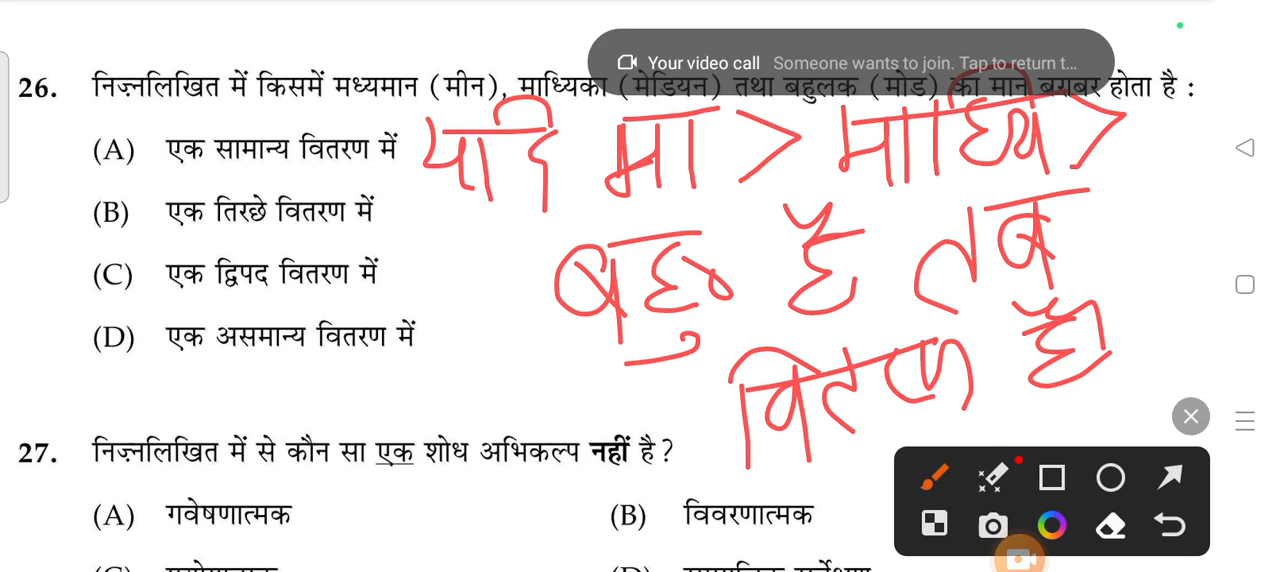 Your video call Someone wants to join. Tap to return t...
26. निज़्नलिखित में किसमें मध्यमान (मीन), माध्यिका (मेडियन) तथा बहुलक (मोड) का मान बराबर होता है :
(A) एक सामान्य वितरण में
(B) एक तिरछे वितरण में
(C) एक द्विपद वितरण में
(D) एक असमान्य वितरण में
यदि मा > माध्यि >
बहु है तब
वितरण है।
27. निज़्नलिखित में से कौन सा एक शोध अभिकल्प नहीं है?
(A) गवेषणात्मक (B) विवरणात्मक